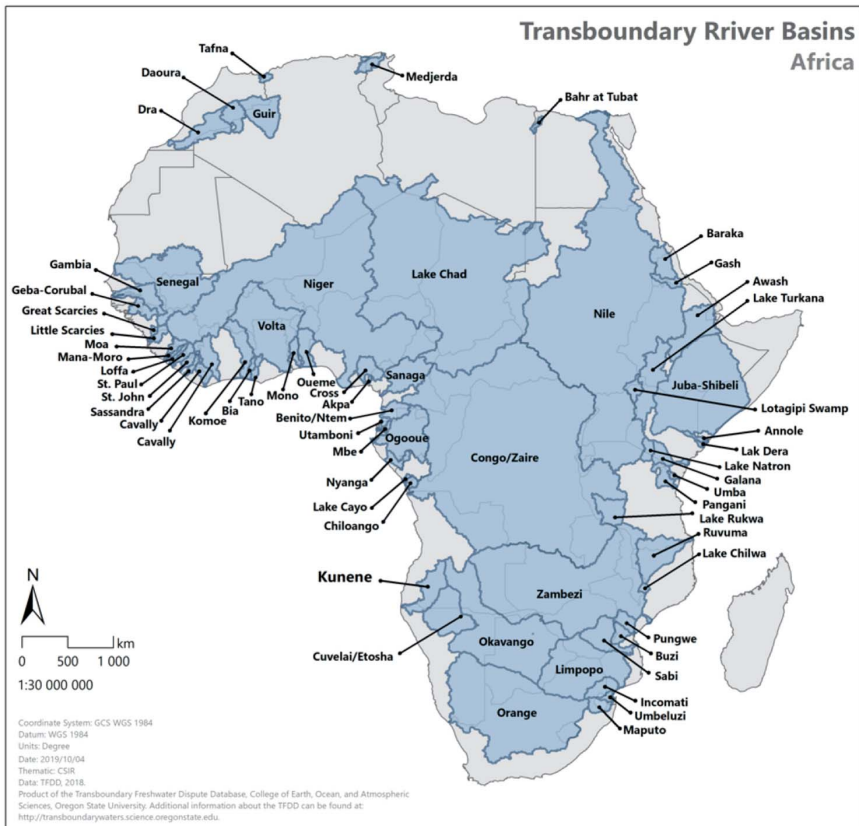 Transboundary Rriver Basins
Africa
Tafna
Daoura
Dra
Guir
Medjerda
Bahr at Tubat
Baraka
Gash
Awash
Lake Turkana
Gambia
Geba-Corubal
Great Scarcies
Little Scarcies
Moa
Mana-Moro
Loffa
St. Paul
St. John
Sassandra
Cavally
Cavally
Komoe
Bia
Tano
Mono
Oueme
Cross
Akpa
Sanaga
Benito/Ntem
Utamboni
Mbe
Ogooue
Nyanga
Lake Cayo
Chiloango
Senegal
Niger
Volta
Lake Chad
Nile
Juba-Shibeli
Lotagipi Swamp
Annole
Lak Dera
Lake Natron
Galana
Umba
Pangani
Lake Rukwa
Ruvuma
Lake Chilwa
Congo/Zaire
Kunene
Zambezi
Cuvelai/Etosha
Okavango
Limpopo
Orange
Pungwe
Buzi
Sabi
Incomati
Umbeluzi
Maputo
N
km
0 500 1 000
1:30 000 000
Coordinate System: GCS WGS 1984
Datum: WGS 1984
Units: Degree
Date: 2019/10/04
Thematic: CSIR
Data: TFDD, 2018.
Product of the Transboundary Freshwater Dispute Database, College of Earth, Ocean, and Atmospheric
Sciences, Oregon State University. Additional information about the TFDD can be found at:
http://transboundarywaters.science.oregonstate.edu.